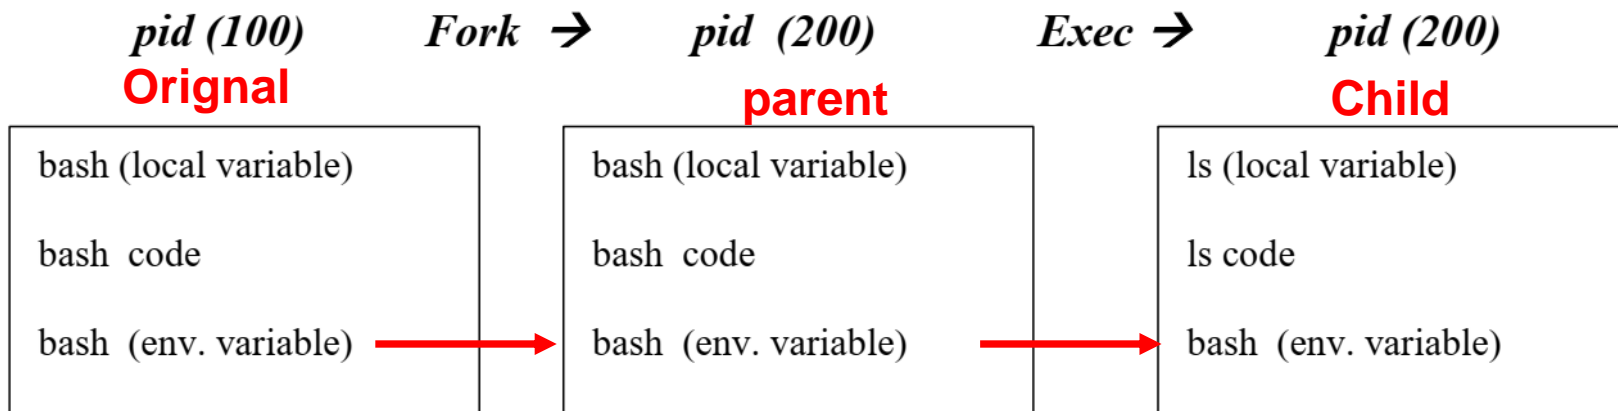 pid (100) Fork → pid (200) Exec → pid (200)
Orignal parent Child
bash (local variable) bash (local variable) ls (local variable)
bash code bash code ls code
bash (env. variable) bash (env. variable) bash (env. variable)